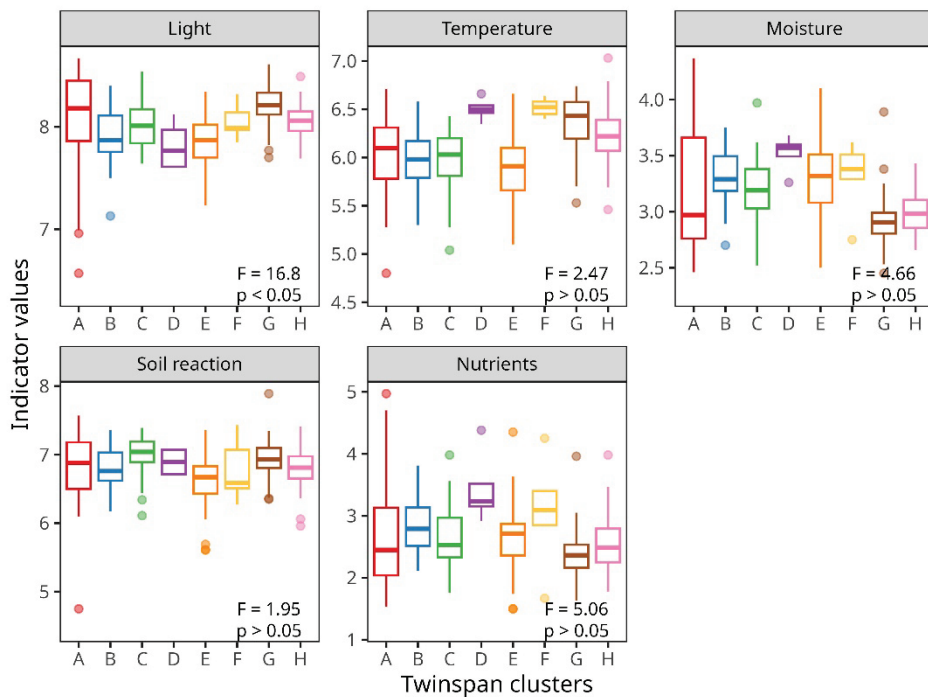 Light
Temperature
Moisture
8
7
F = 16.8
p < 0.05
A B C D E F G H
7.0
6.5
6.0
5.5
5.0
4.5
F = 2.47
p > 0.05
A B C D E F G H
4.0
3.5
3.0
2.5
F = 4.66
p > 0.05
A B C D E F G H
Indicator values
Soil reaction
Nutrients
8
7
6
5
F = 1.95
p > 0.05
A B C D E F G H
5
4
3
2
1
F = 5.06
p > 0.05
A B C D E F G H
Twinspan clusters